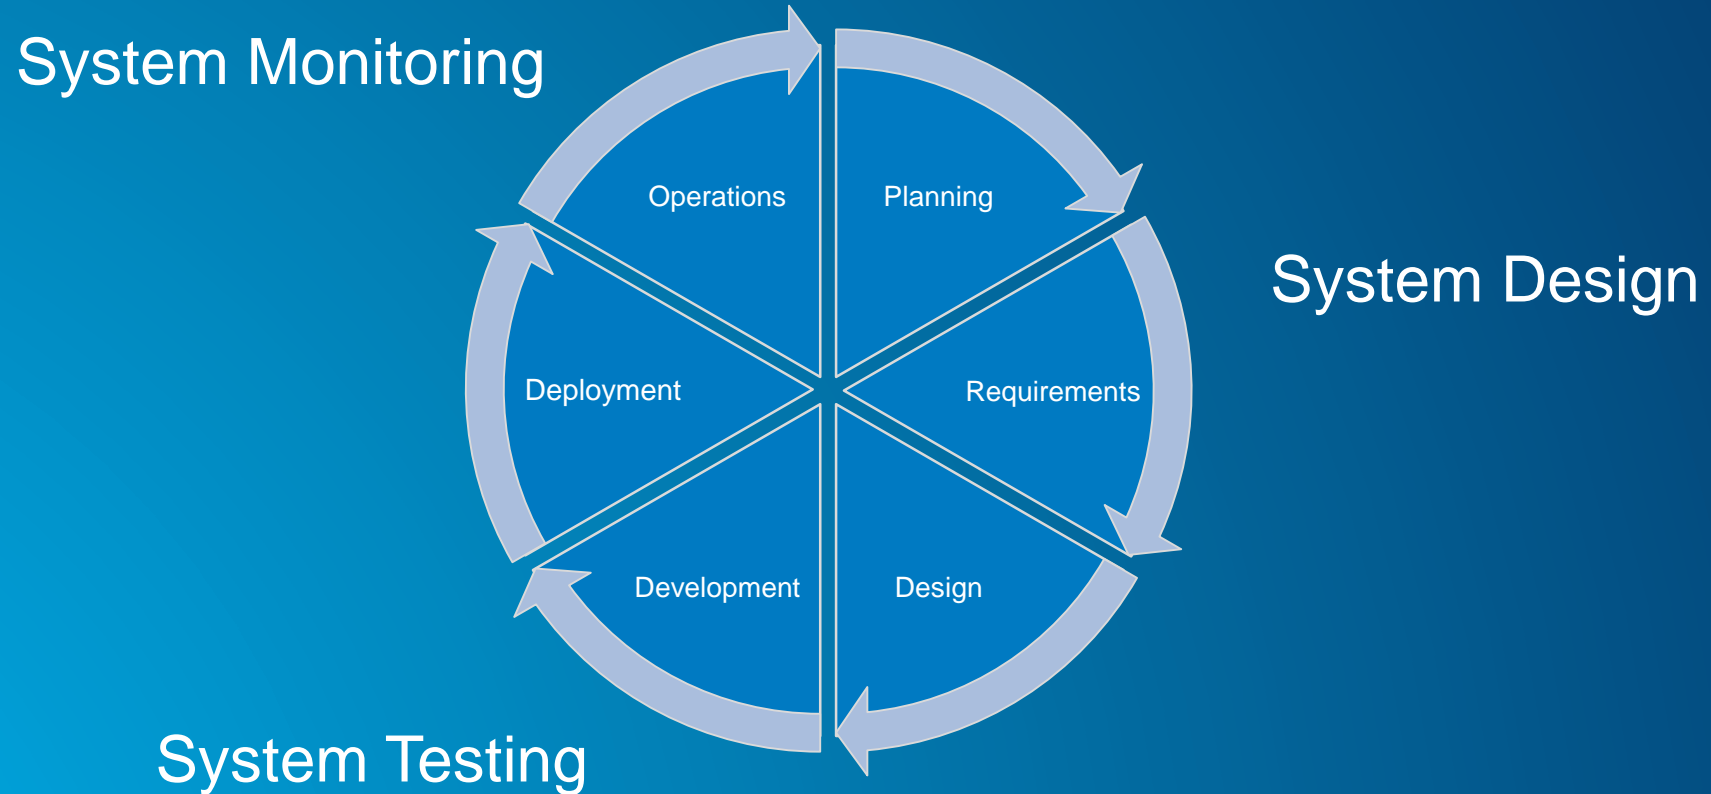 System Monitoring
Operations
Planning
System Design
Deployment
Requirements
Development
Design
System Testing